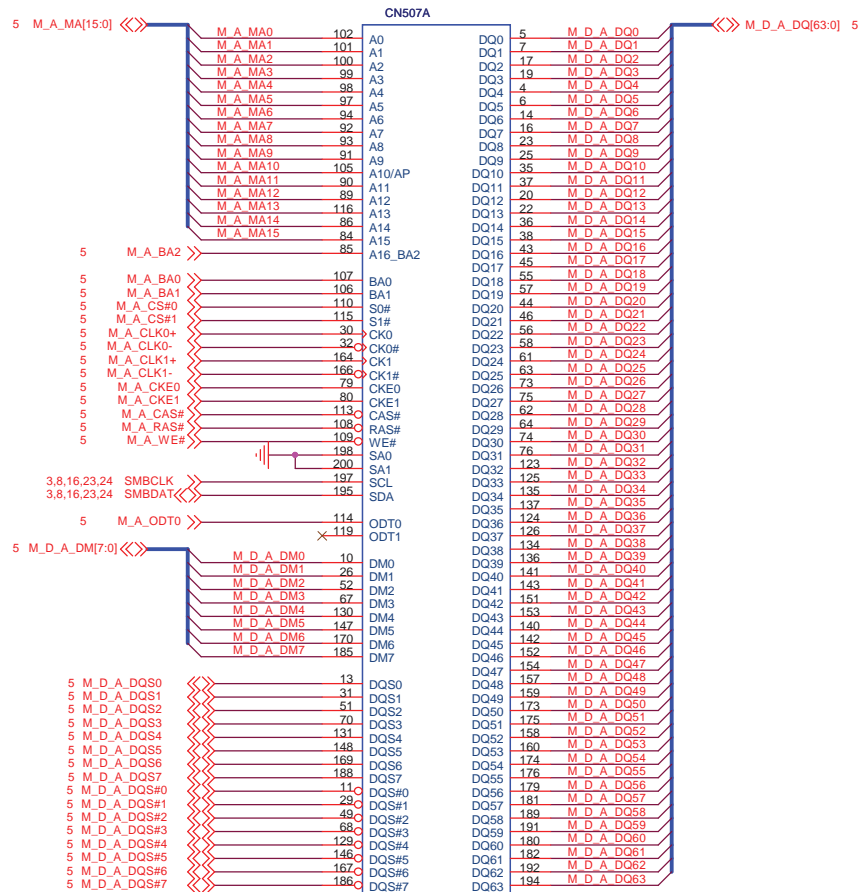 CN507A
5 M_A_MA[15:0] M_D_A_DQ[63:0] 5
M_A_MA0 102 A0 DQ0 5 M_D_A_DQ0
M_A_MA1 101 A1 DQ1 7 M_D_A_DQ1
M_A_MA2 100 A2 DQ2 17 M_D_A_DQ2
M_A_MA3 99 A3 DQ3 19 M_D_A_DQ3
M_A_MA4 98 A4 DQ4 4 M_D_A_DQ4
M_A_MA5 97 A5 DQ5 6 M_D_A_DQ5
M_A_MA6 94 A6 DQ6 14 M_D_A_DQ6
M_A_MA7 92 A7 DQ7 16 M_D_A_DQ7
M_A_MA8 93 A8 DQ8 23 M_D_A_DQ8
M_A_MA9 91 A9 DQ9 25 M_D_A_DQ9
M_A_MA10 105 A10/AP DQ10 35 M_D_A_DQ10
M_A_MA11 90 A11 DQ11 37 M_D_A_DQ11
M_A_MA12 89 A12 DQ12 20 M_D_A_DQ12
M_A_MA13 116 A13 DQ13 22 M_D_A_DQ13
M_A_MA14 86 A14 DQ14 36 M_D_A_DQ14
M_A_MA15 84 A15 DQ15 38 M_D_A_DQ15
5 M_A_BA2 85 A16_BA2 DQ16 43 M_D_A_DQ16
DQ17 45 M_D_A_DQ17
5 M_A_BA0 107 BA0 DQ18 55 M_D_A_DQ18
5 M_A_BA1 106 BA1 DQ19 57 M_D_A_DQ19
5 M_A_CS#0 110 S0# DQ20 44 M_D_A_DQ20
5 M_A_CS#1 115 S1# DQ21 46 M_D_A_DQ21
5 M_A_CLK0+ 30 CK0 DQ22 56 M_D_A_DQ22
5 M_A_CLK0- 32 CK0# DQ23 58 M_D_A_DQ23
5 M_A_CLK1+ 164 CK1 DQ24 61 M_D_A_DQ24
5 M_A_CLK1- 166 CK1# DQ25 63 M_D_A_DQ25
5 M_A_CKE0 79 CKE0 DQ26 73 M_D_A_DQ26
5 M_A_CKE1 80 CKE1 DQ27 75 M_D_A_DQ27
5 M_A_CAS# 113 CAS# DQ28 62 M_D_A_DQ28
5 M_A_RAS# 108 RAS# DQ29 64 M_D_A_DQ29
5 M_A_WE# 109 WE# DQ30 74 M_D_A_DQ30
198 SA0 DQ31 76 M_D_A_DQ31
200 SA1 DQ32 123 M_D_A_DQ32
3,8,16,23,24 SMBCLK 197 SCL DQ33 125 M_D_A_DQ33
3,8,16,23,24 SMBDAT 195 SDA DQ34 135 M_D_A_DQ34
DQ35 137 M_D_A_DQ35
5 M_A_ODT0 114 ODT0 DQ36 124 M_D_A_DQ36
119 ODT1 DQ37 126 M_D_A_DQ37
5 M_D_A_DM[7:0] DQ38 134 M_D_A_DQ38
M_D_A_DM0 10 DM0 DQ39 136 M_D_A_DQ39
M_D_A_DM1 26 DM1 DQ40 141 M_D_A_DQ40
M_D_A_DM2 52 DM2 DQ41 143 M_D_A_DQ41
M_D_A_DM3 67 DM3 DQ42 151 M_D_A_DQ42
M_D_A_DM4 130 DM4 DQ43 153 M_D_A_DQ43
M_D_A_DM5 147 DM5 DQ44 140 M_D_A_DQ44
M_D_A_DM6 170 DM6 DQ45 142 M_D_A_DQ45
M_D_A_DM7 185 DM7 DQ46 152 M_D_A_DQ46
DQ47 154 M_D_A_DQ47
5 M_D_A_DQS0 13 DQS0 DQ48 157 M_D_A_DQ48
5 M_D_A_DQS1 31 DQS1 DQ49 159 M_D_A_DQ49
5 M_D_A_DQS2 51 DQS2 DQ50 173 M_D_A_DQ50
5 M_D_A_DQS3 70 DQS3 DQ51 175 M_D_A_DQ51
5 M_D_A_DQS4 131 DQS4 DQ52 158 M_D_A_DQ52
5 M_D_A_DQS5 148 DQS5 DQ53 160 M_D_A_DQ53
5 M_D_A_DQS6 169 DQS6 DQ54 174 M_D_A_DQ54
5 M_D_A_DQS7 188 DQS7 DQ55 176 M_D_A_DQ55
5 M_D_A_DQS#0 11 DQS#0 DQ56 179 M_D_A_DQ56
5 M_D_A_DQS#1 29 DQS#1 DQ57 181 M_D_A_DQ57
5 M_D_A_DQS#2 49 DQS#2 DQ58 189 M_D_A_DQ58
5 M_D_A_DQS#3 68 DQS#3 DQ59 191 M_D_A_DQ59
5 M_D_A_DQS#4 129 DQS#4 DQ60 180 M_D_A_DQ60
5 M_D_A_DQS#5 146 DQS#5 DQ61 182 M_D_A_DQ61
5 M_D_A_DQS#6 167 DQS#6 DQ62 192 M_D_A_DQ62
5 M_D_A_DQS#7 186 DQS#7 DQ63 194 M_D_A_DQ63